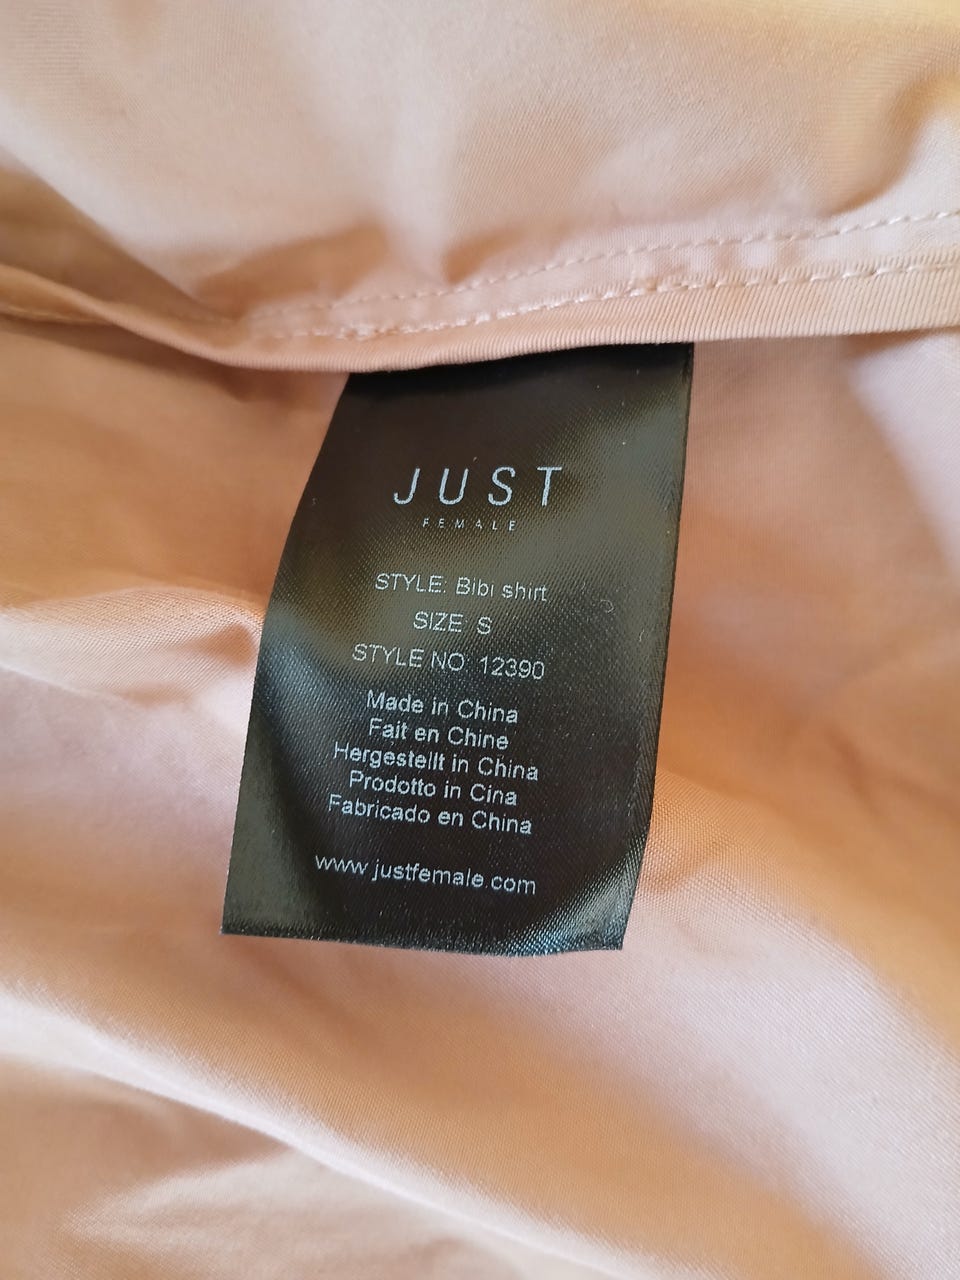 JUST
FEMALE
STYLE: Bibi shirt
SIZE: S
STYLE NO: 12390
Made in China
Fait en Chine
Hergestellt in China
Prodotto in Cina
Fabricado en China
www.justfemale.com